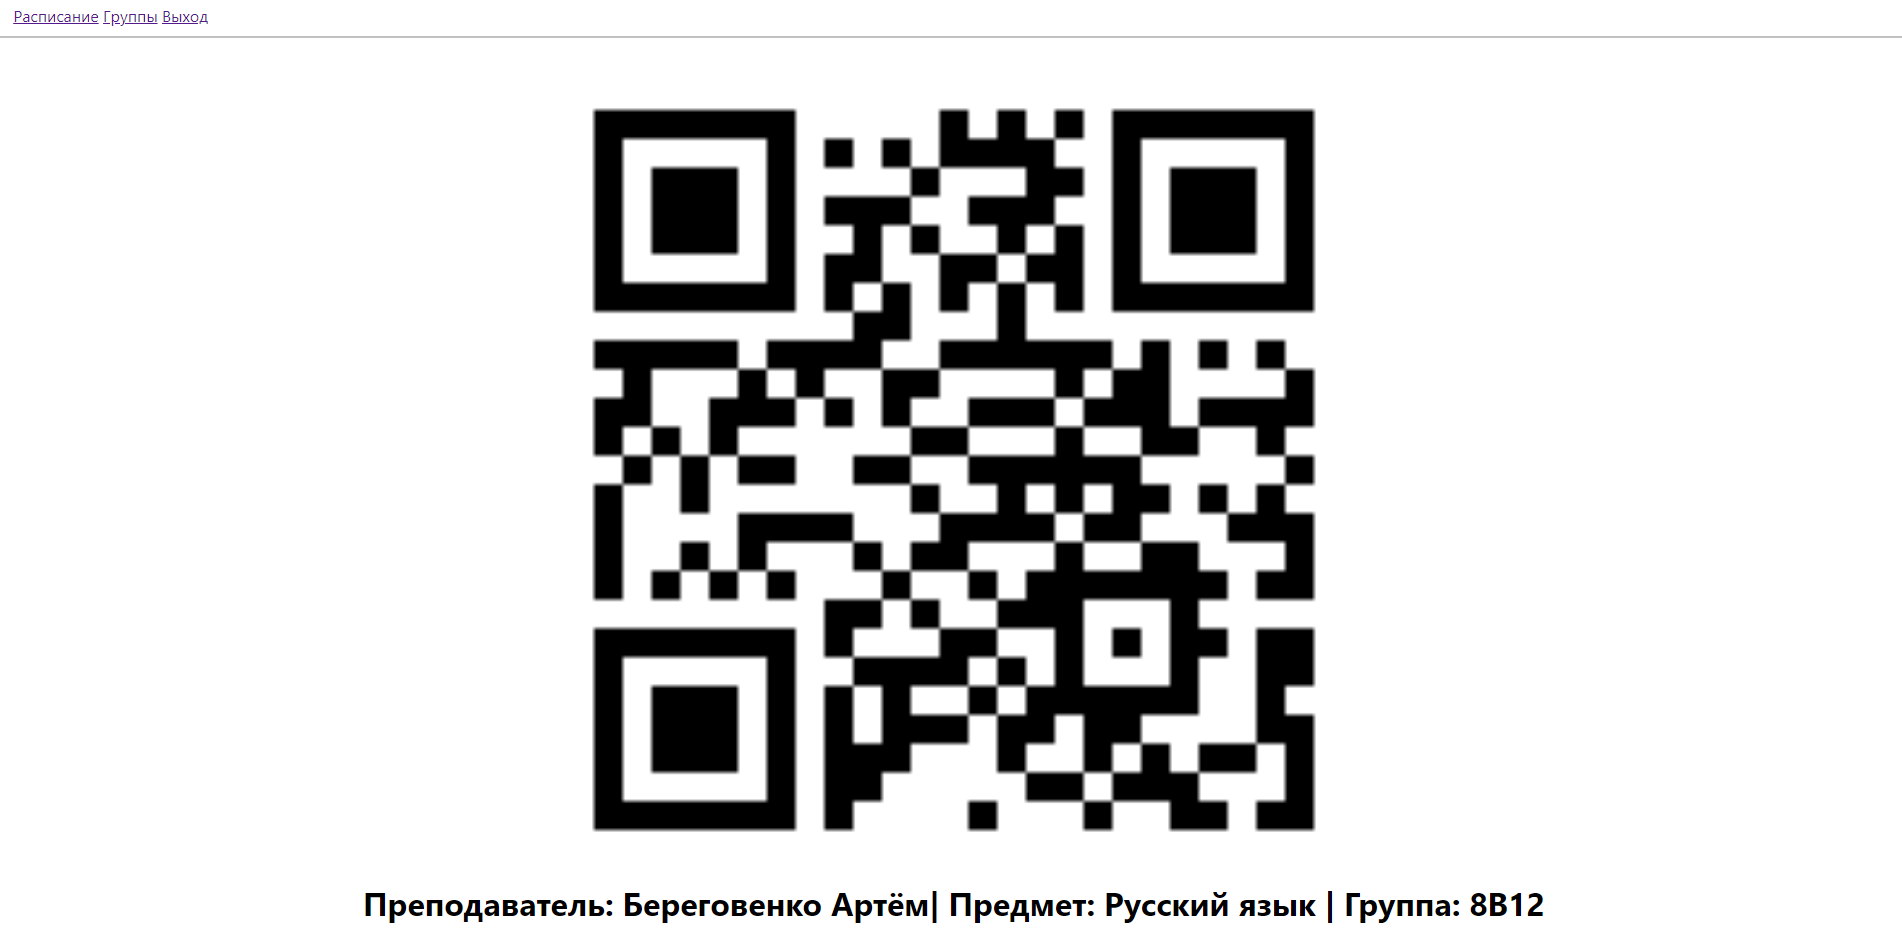 Расписание Группы Выход
Преподаватель: Береговенко Артём| Предмет: Русский язык | Группа: 8В12